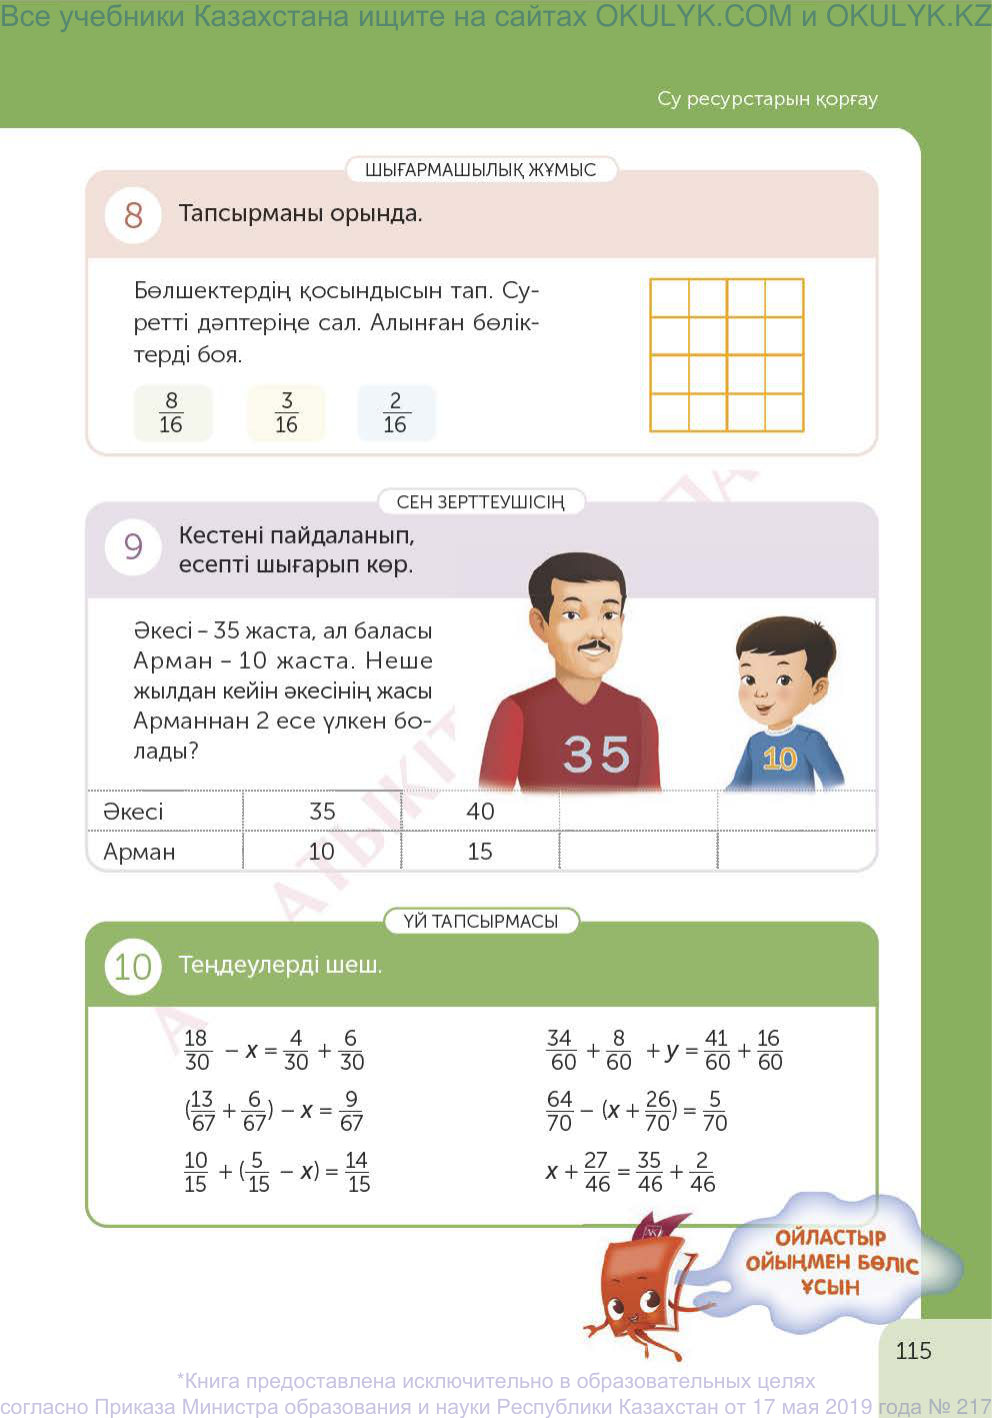 Все учебники Казахстана ищите на сайтах OKULYK.COM и OKULYK.KZ
Су ресурстарын қорғау
ШЫҒАРМАШЫЛЫҚ ЖҰМЫС
8 Тапсырманы орында.
Бөлшектердің қосындысын тап. Су-
ретті дәптеріңе сал. Алынған бөлік-
терді боя.
8/16 3/16 2/16
СЕН ЗЕРТТЕУШІСІҢ
9 Кестені пайдаланып,
есепті шығарып көр.
Әкесі – 35 жаста, ал баласы
Арман – 10 жаста. Неше
жылдан кейін әкесінің жасы
Арманнан 2 есе үлкен бо-
лады?
35 10
Әкесі 35 40
Арман 10 15
ҮЙ ТАПСЫРМАСЫ
10 Теңдеулерді шеш.
18/30 – x = 4/30 + 6/30
34/60 + 8/60 + y = 41/60 + 16/60
(13/67 + 6/67) – x = 9/67
64/70 – (x + 26/70) = 5/70
10/15 + (5/15 – x) = 14/15
x + 27/46 = 35/46 + 2/46
ОЙЛАСТЫР
ОЙЫҢМЕН БӨЛІС
ҰСЫН
115
*Книга предоставлена исключительно в образовательных целях
согласно Приказа Министра образования и науки Республики Казахстан от 17 мая 2019 года № 217